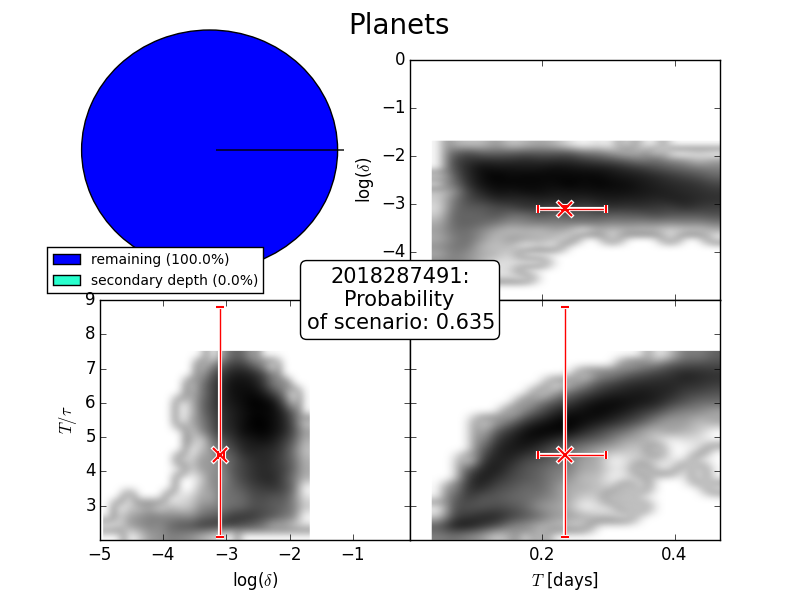 Planets
remaining (100.0%)
secondary depth (0.0%)
0
−1
−2
−3
−4
log(δ)
2018287491:
Probability
of scenario: 0.635
9
8
7
6
5
4
3
T/τ
−5 −4 −3 −2 −1
log(δ)
0.2 0.4
T [days]